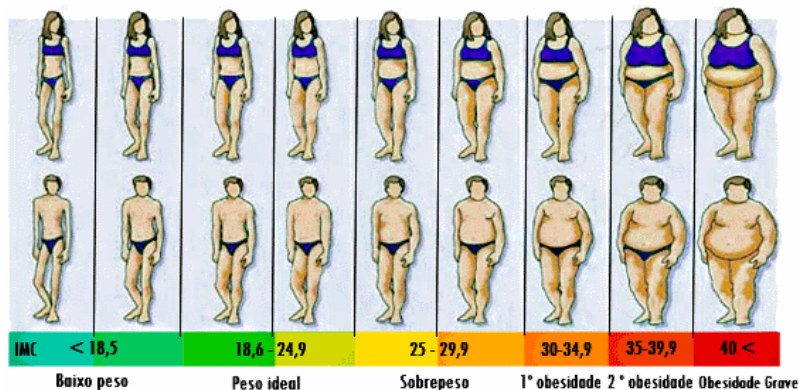 IMC < 18,5 18,6 - 24,9 25 - 29,9 30-34,9 35-39,9 40 <
Baixo peso Peso ideal Sobrepeso 1° obesidade 2° obesidade Obesidade Grave